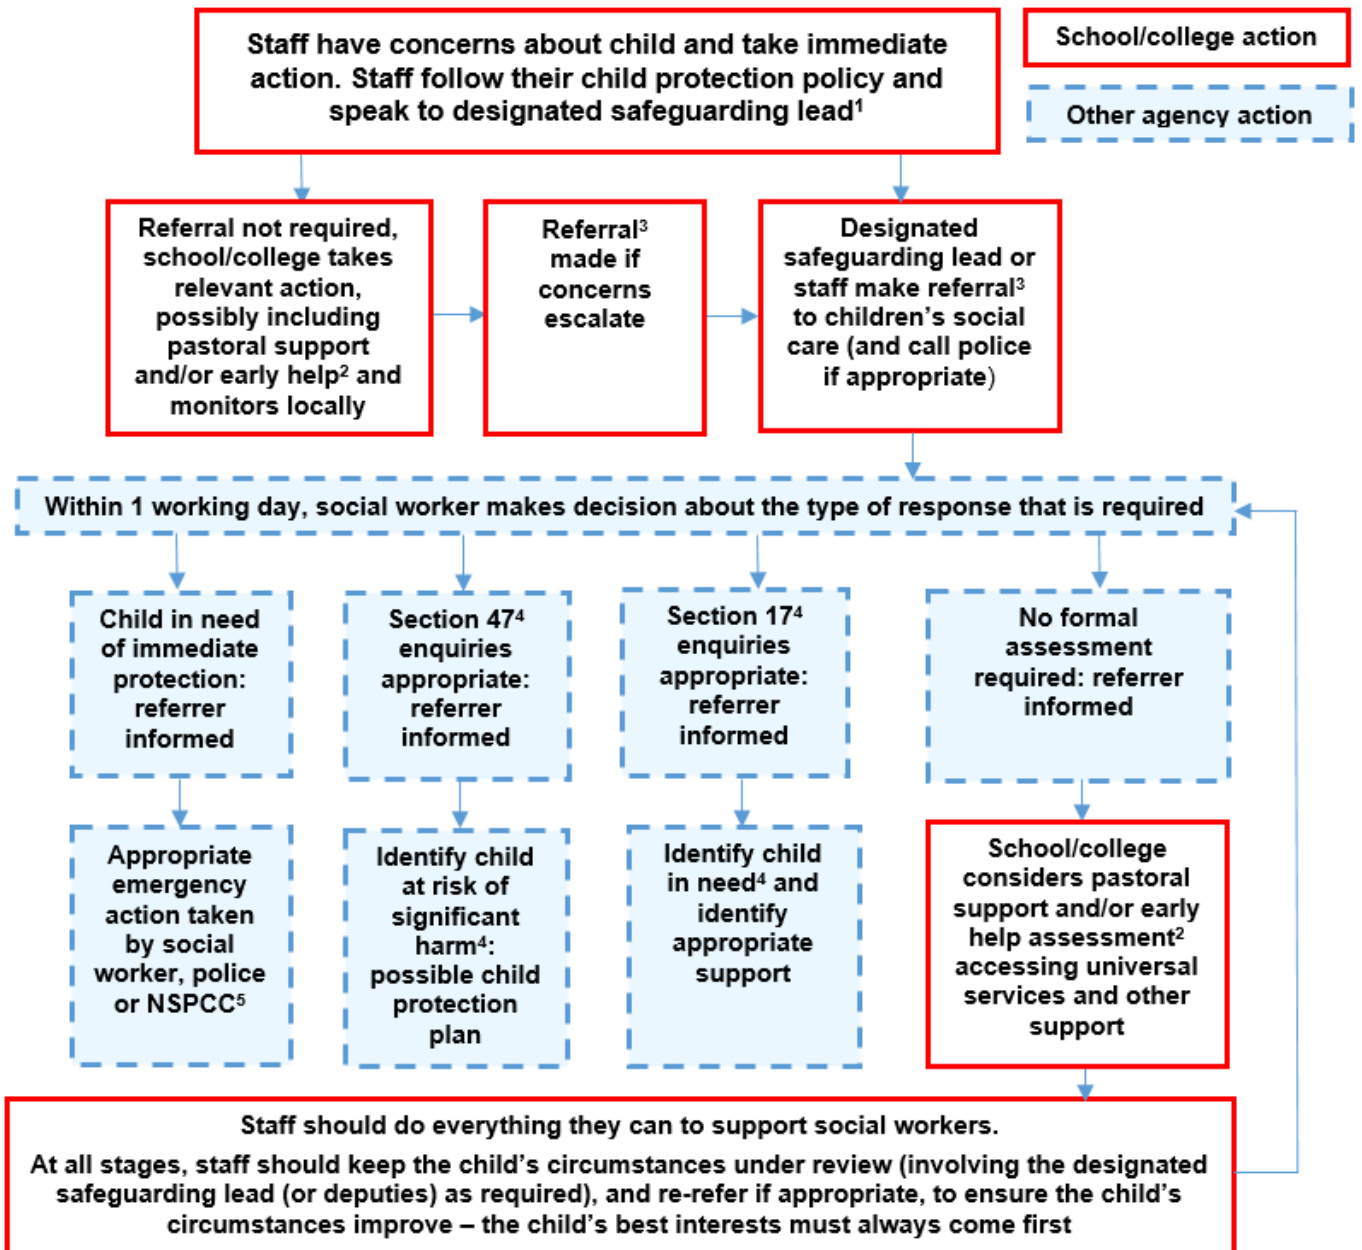 Staff have concerns about child and take immediate
action. Staff follow their child protection policy and
speak to designated safeguarding lead¹
School/college action
Other agency action
Referral not required,
school/college takes
relevant action,
possibly including
pastoral support
and/or early help² and
monitors locally
Referral³
made if
concerns
escalate
Designated
safeguarding lead or
staff make referral³
to children’s social
care (and call police
if appropriate)
Within 1 working day, social worker makes decision about the type of response that is required
Child in need
of immediate
protection:
referrer
informed
Section 47⁴
enquiries
appropriate:
referrer
informed
Section 17⁴
enquiries
appropriate:
referrer
informed
No formal
assessment
required: referrer
informed
Appropriate
emergency
action taken
by social
worker, police
or NSPCC⁵
Identify child
at risk of
significant
harm⁴:
possible child
protection
plan
Identify child
in need⁴ and
identify
appropriate
support
School/college
considers pastoral
support and/or early
help assessment²
accessing universal
services and other
support
Staff should do everything they can to support social workers.
At all stages, staff should keep the child’s circumstances under review (involving the designated
safeguarding lead (or deputies) as required), and re-refer if appropriate, to ensure the child’s
circumstances improve – the child’s best interests must always come first